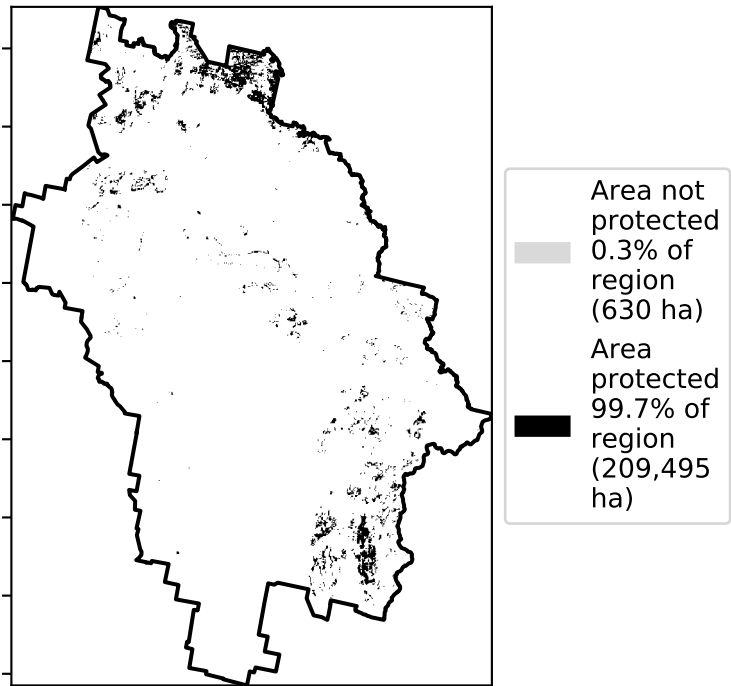 Area not
protected
0.3% of
region
(630 ha)
Area
protected
99.7% of
region
(209,495
ha)